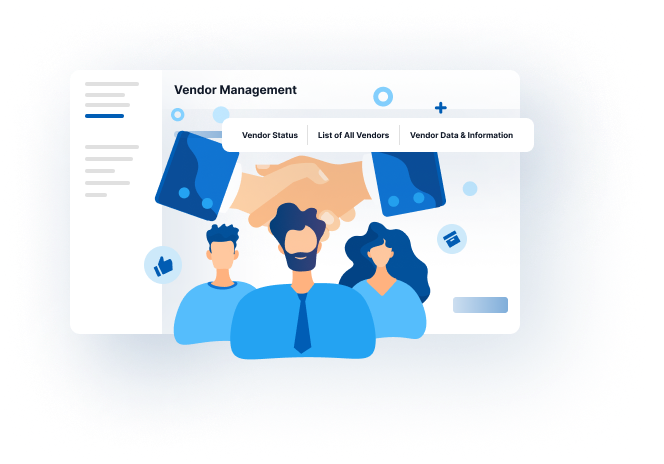 Vendor Management
Vendor Status List of All Vendors Vendor Data & Information